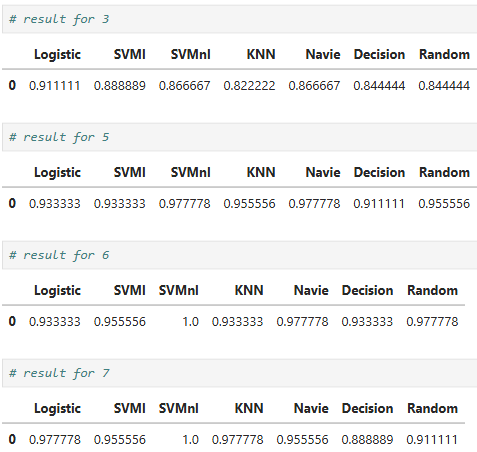 # result for 3
Logistic SVMl SVMnl KNN Navie Decision Random
0 0.911111 0.888889 0.866667 0.822222 0.866667 0.844444 0.844444
# result for 5
Logistic SVMl SVMnl KNN Navie Decision Random
0 0.933333 0.933333 0.977778 0.955556 0.977778 0.911111 0.955556
# result for 6
Logistic SVMl SVMnl KNN Navie Decision Random
0 0.933333 0.955556 1.0 0.933333 0.977778 0.933333 0.977778
# result for 7
Logistic SVMl SVMnl KNN Navie Decision Random
0 0.977778 0.955556 1.0 0.977778 0.955556 0.888889 0.911111